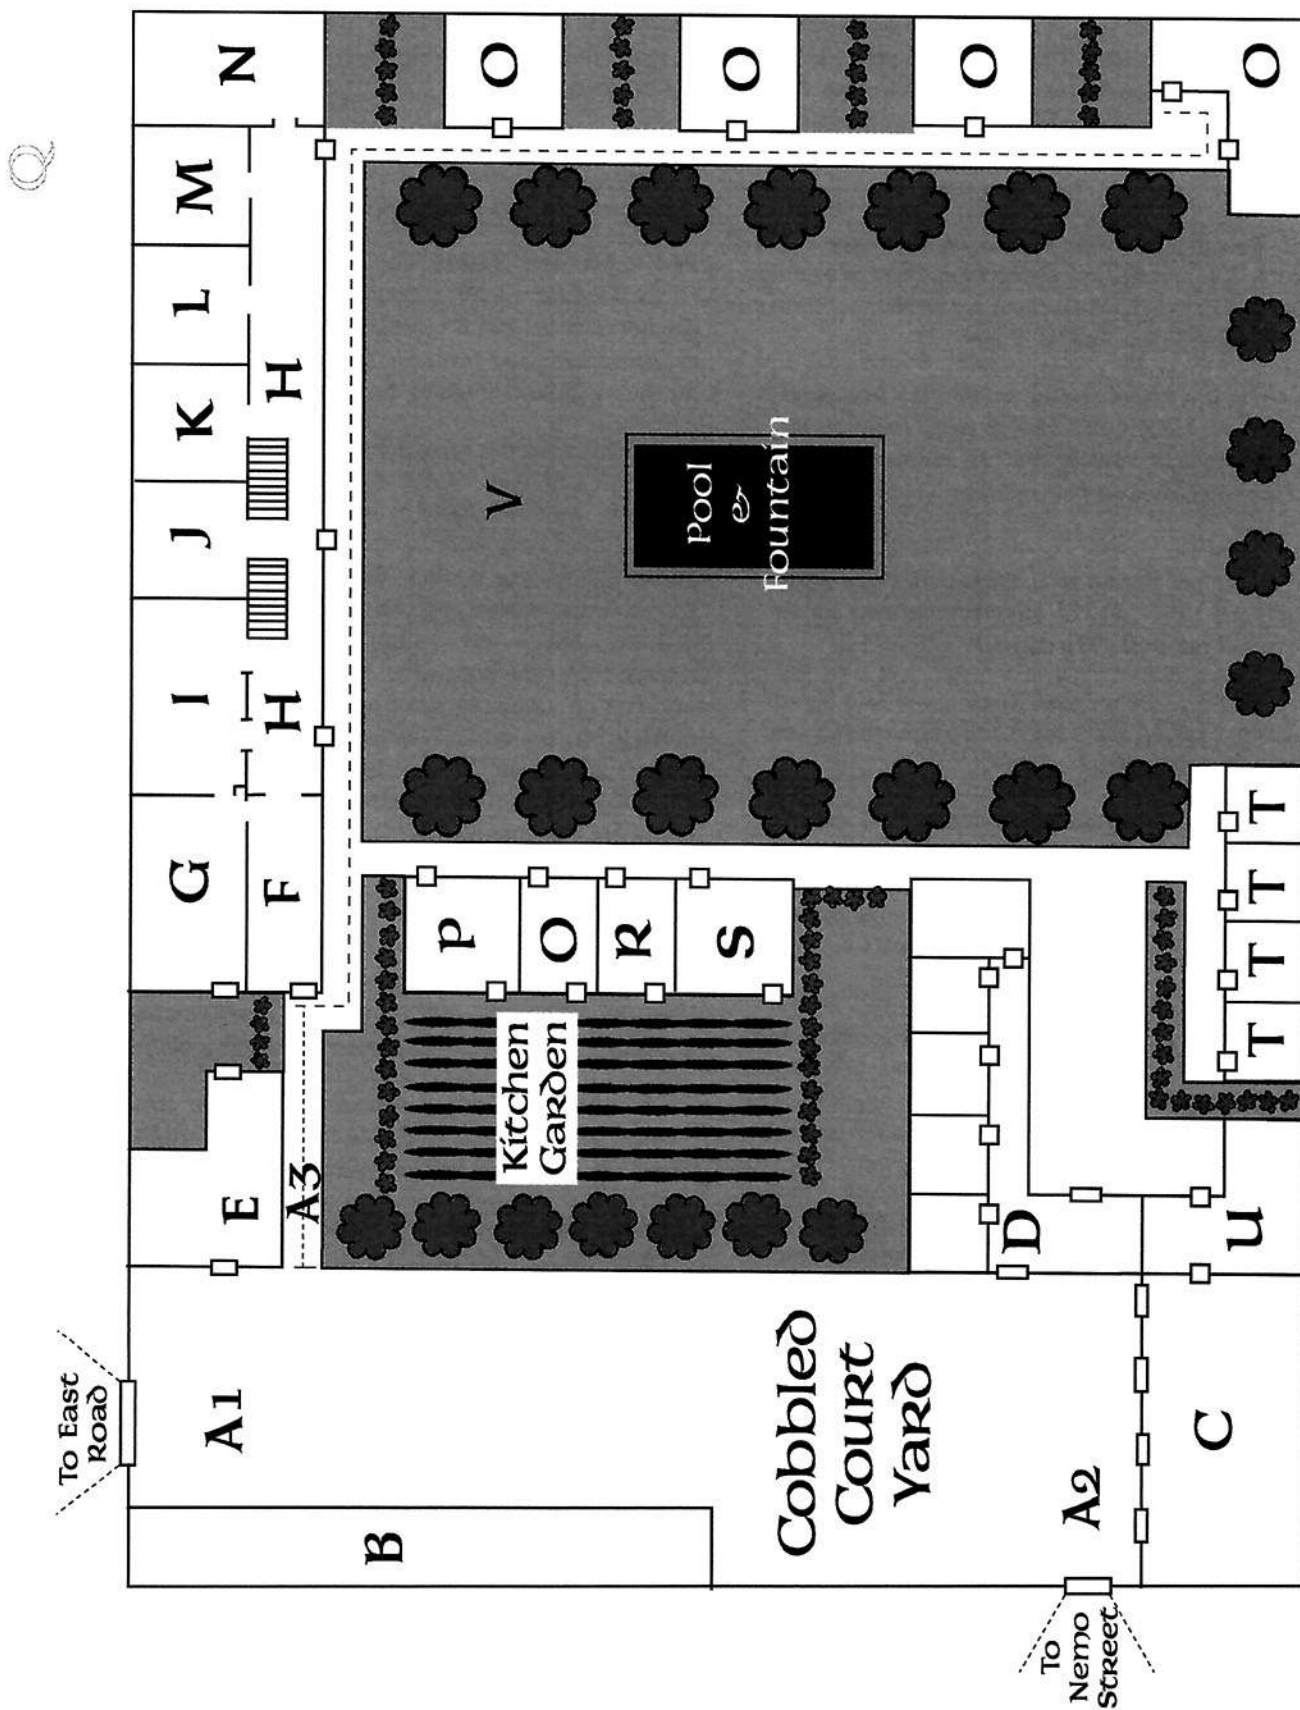 Q
To East
Road
A1
E
G
I
J
K
L
M
N
A3
F
H
H
B
P
V
O
Kitchen
Garden
O
R
S
Pool
&
Fountain
O
Cobbled
Court
Yard
O
D
To
Nemo
Street
A2
C
U
T
T
T
T
O